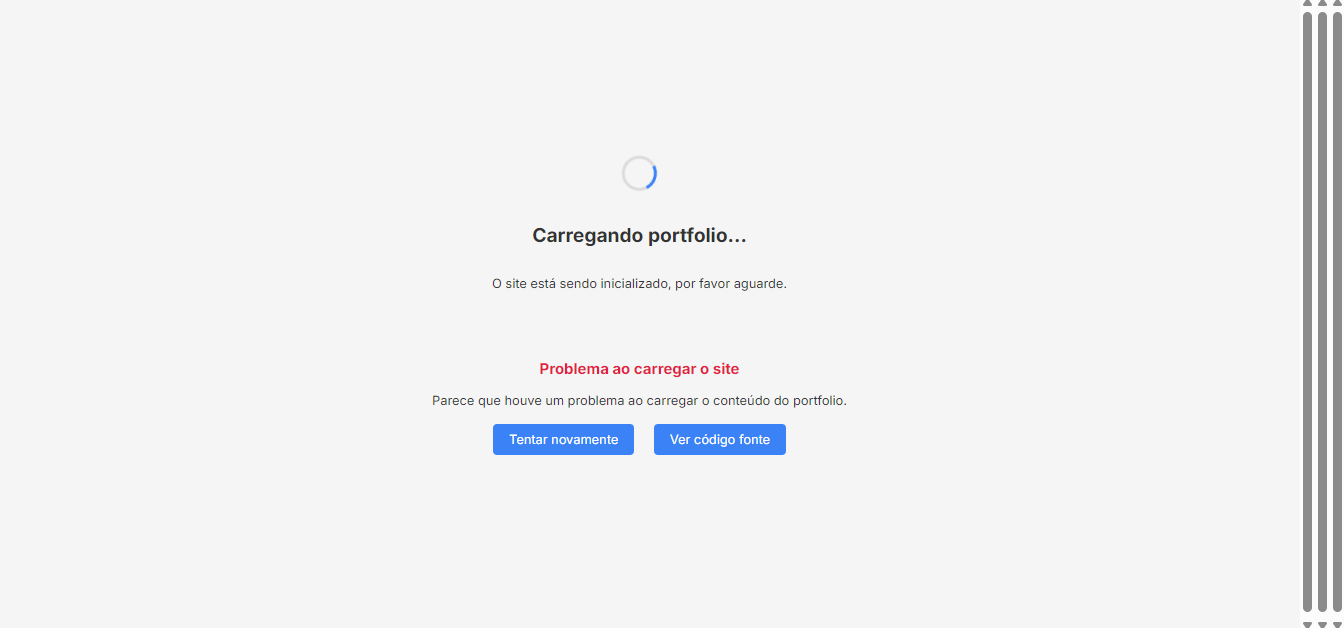 Carregando portfolio...
O site está sendo inicializado, por favor aguarde.
Problema ao carregar o site
Parece que houve um problema ao carregar o conteúdo do portfolio.
Tentar novamente
Ver código fonte